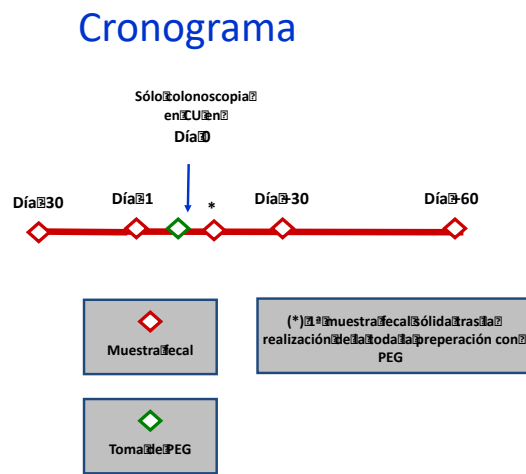 Cronograma
Sólo colonoscopia
en CU en
Día 0
Día -30
Día -1
*
Día +30
Día +60
Muestra fecal
(*) 1ª muestra fecal sólida tras la
realización de la toda la preperación con
PEG
Toma de PEG